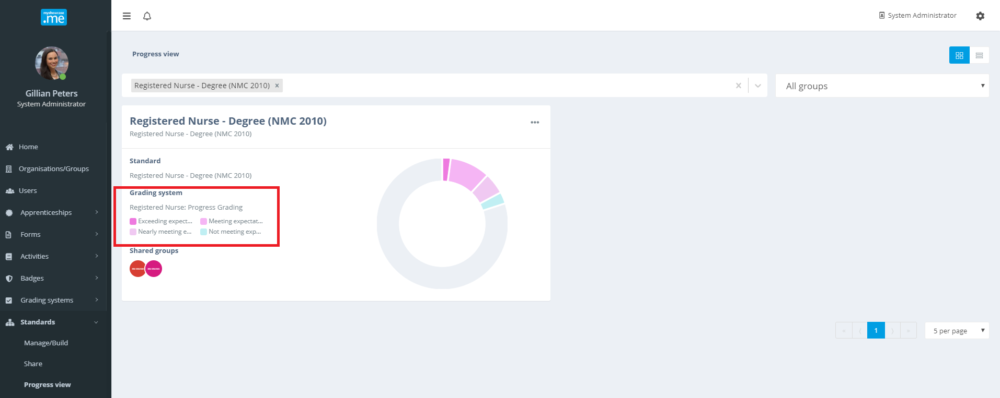 myshowcase
.me
System Administrator
Gillian Peters
System Administrator
Home
Organisations/Groups
Users
Apprenticeships
Forms
Activities
Badges
Grading systems
Standards
Manage/Build
Share
Progress view
Progress view
Registered Nurse - Degree (NMC 2010) ×
All groups
Registered Nurse - Degree (NMC 2010)
Registered Nurse - Degree (NMC 2010)
Standard
Registered Nurse - Degree (NMC 2010)
Grading system
Registered Nurse: Progress Grading
Exceeding expect... Meeting expectat...
Nearly meeting e... Not meeting exp...
Shared groups
« ⟨ 1 ⟩ »
5 per page